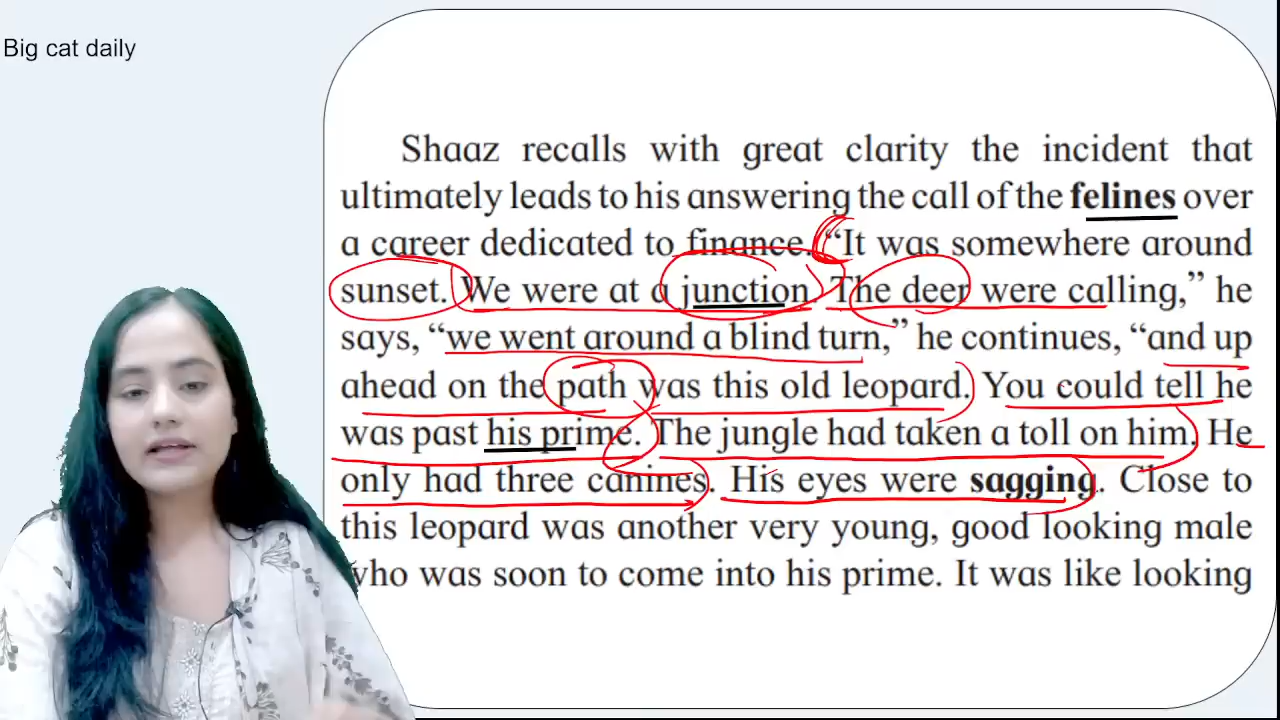 Big cat daily
Shaaz recalls with great clarity the incident that
ultimately leads to his answering the call of the felines over
a career dedicated to finance. “It was somewhere around
sunset. We were at a junction. The deer were calling,” he
says, “we went around a blind turn,” he continues, “and up
ahead on the path was this old leopard. You could tell he
was past his prime. The jungle had taken a toll on him. He
only had three canines. His eyes were sagging. Close to
this leopard was another very young, good looking male
who was soon to come into his prime. It was like looking